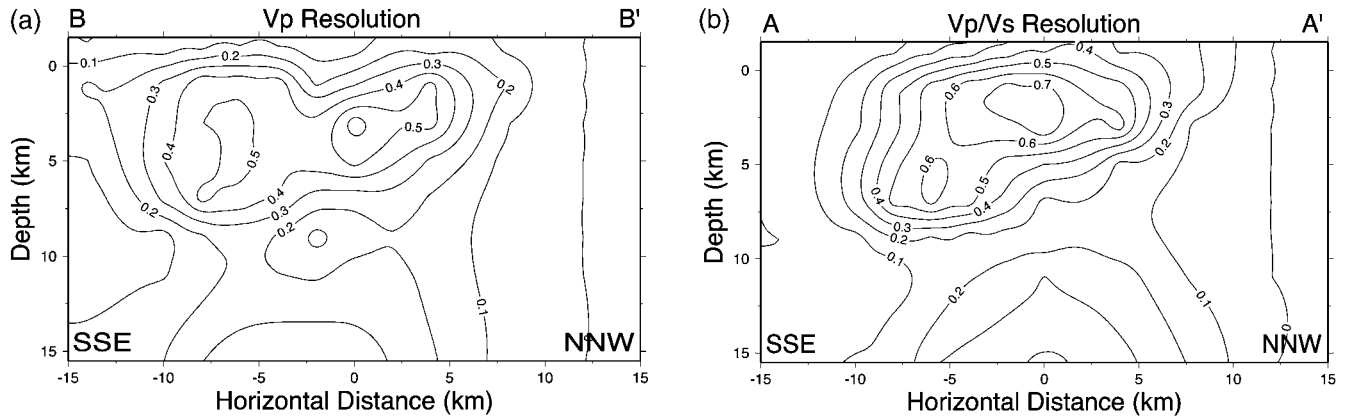 (a) B Vp Resolution B'
0 5 10 15
Depth (km)
0.1 0.2 0.3 0.3 0.4 0.2
0.4 0.5 0.5
0.2 0.4 0.3 0.2
0.1 0
SSE NNW
-15 -10 -5 0 5 10 15
Horizontal Distance (km)
(b) A Vp/Vs Resolution A'
0 5 10 15
Depth (km)
0.4 0.5 0.6 0.7 0.3
0.6 0.2
0.6 0.5
0.4 0.4 0.3 0.2
0.1 0.2 0.1 0
SSE NNW
-15 -10 -5 0 5 10 15
Horizontal Distance (km)